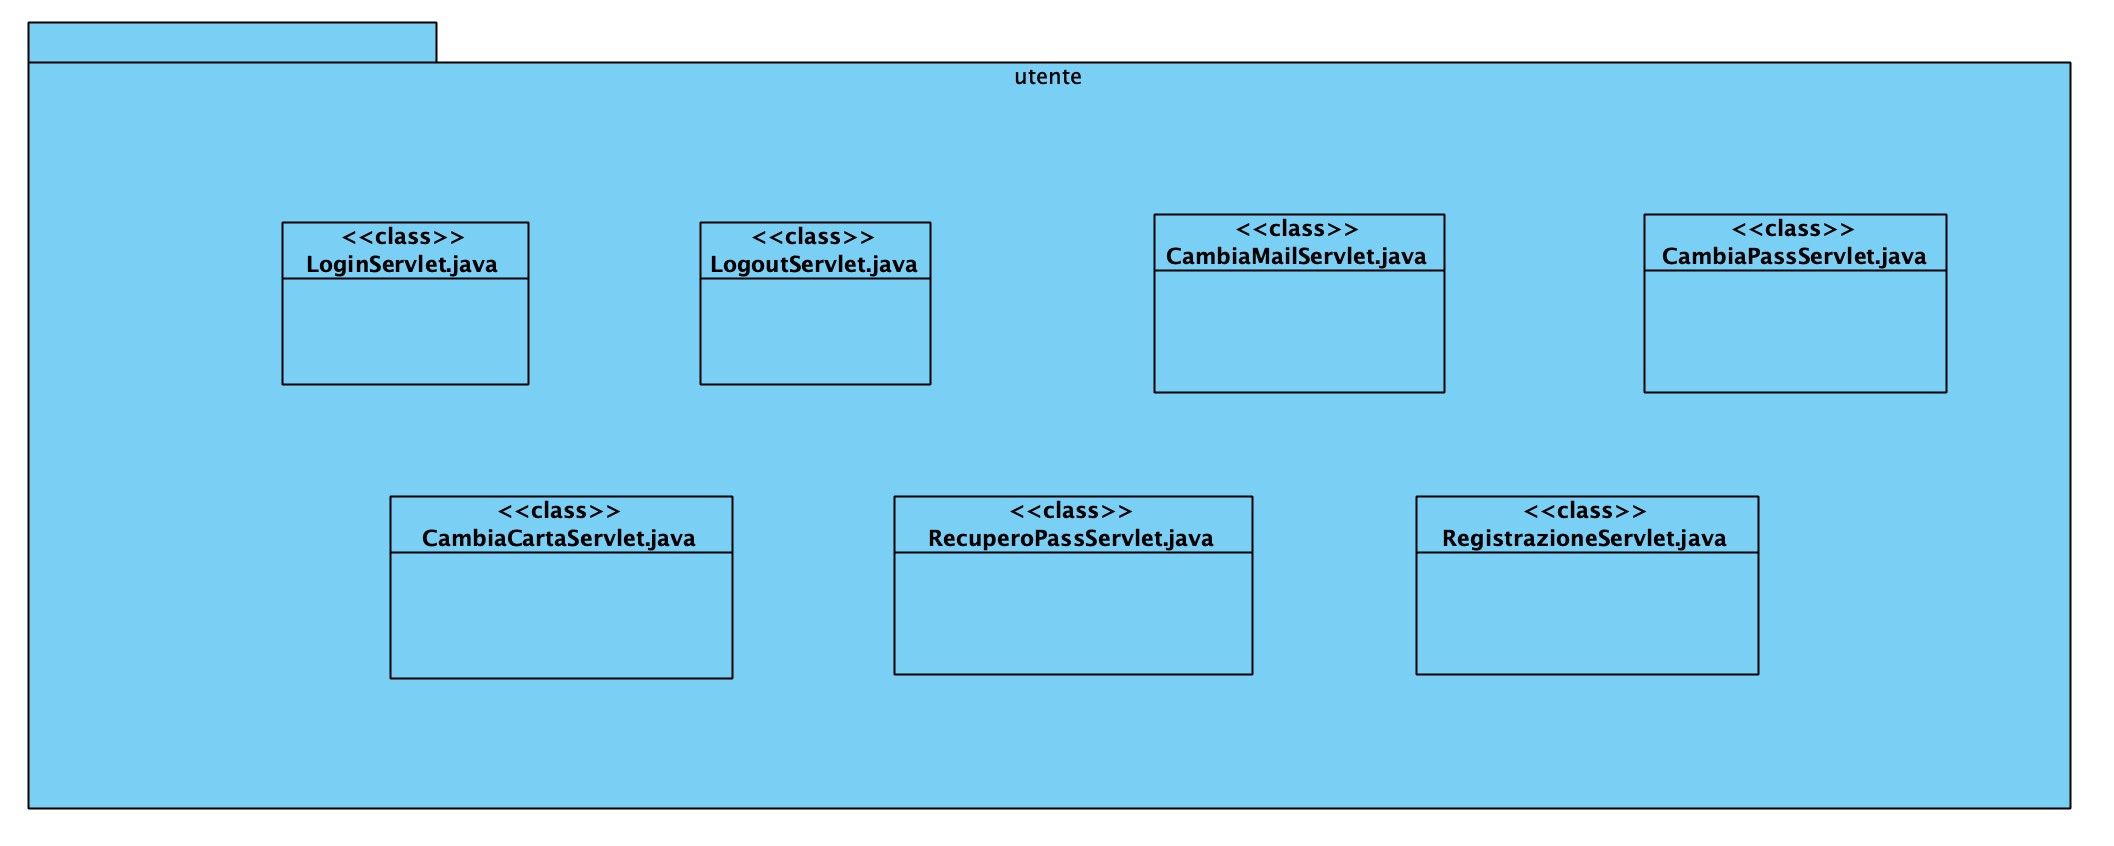 utente
<<class>>
LoginServlet.java
<<class>>
LogoutServlet.java
<<class>>
CambiaMailServlet.java
<<class>>
CambiaPassServlet.java
<<class>>
CambiaCartaServlet.java
<<class>>
RecuperoPassServlet.java
<<class>>
RegistrazioneServlet.java